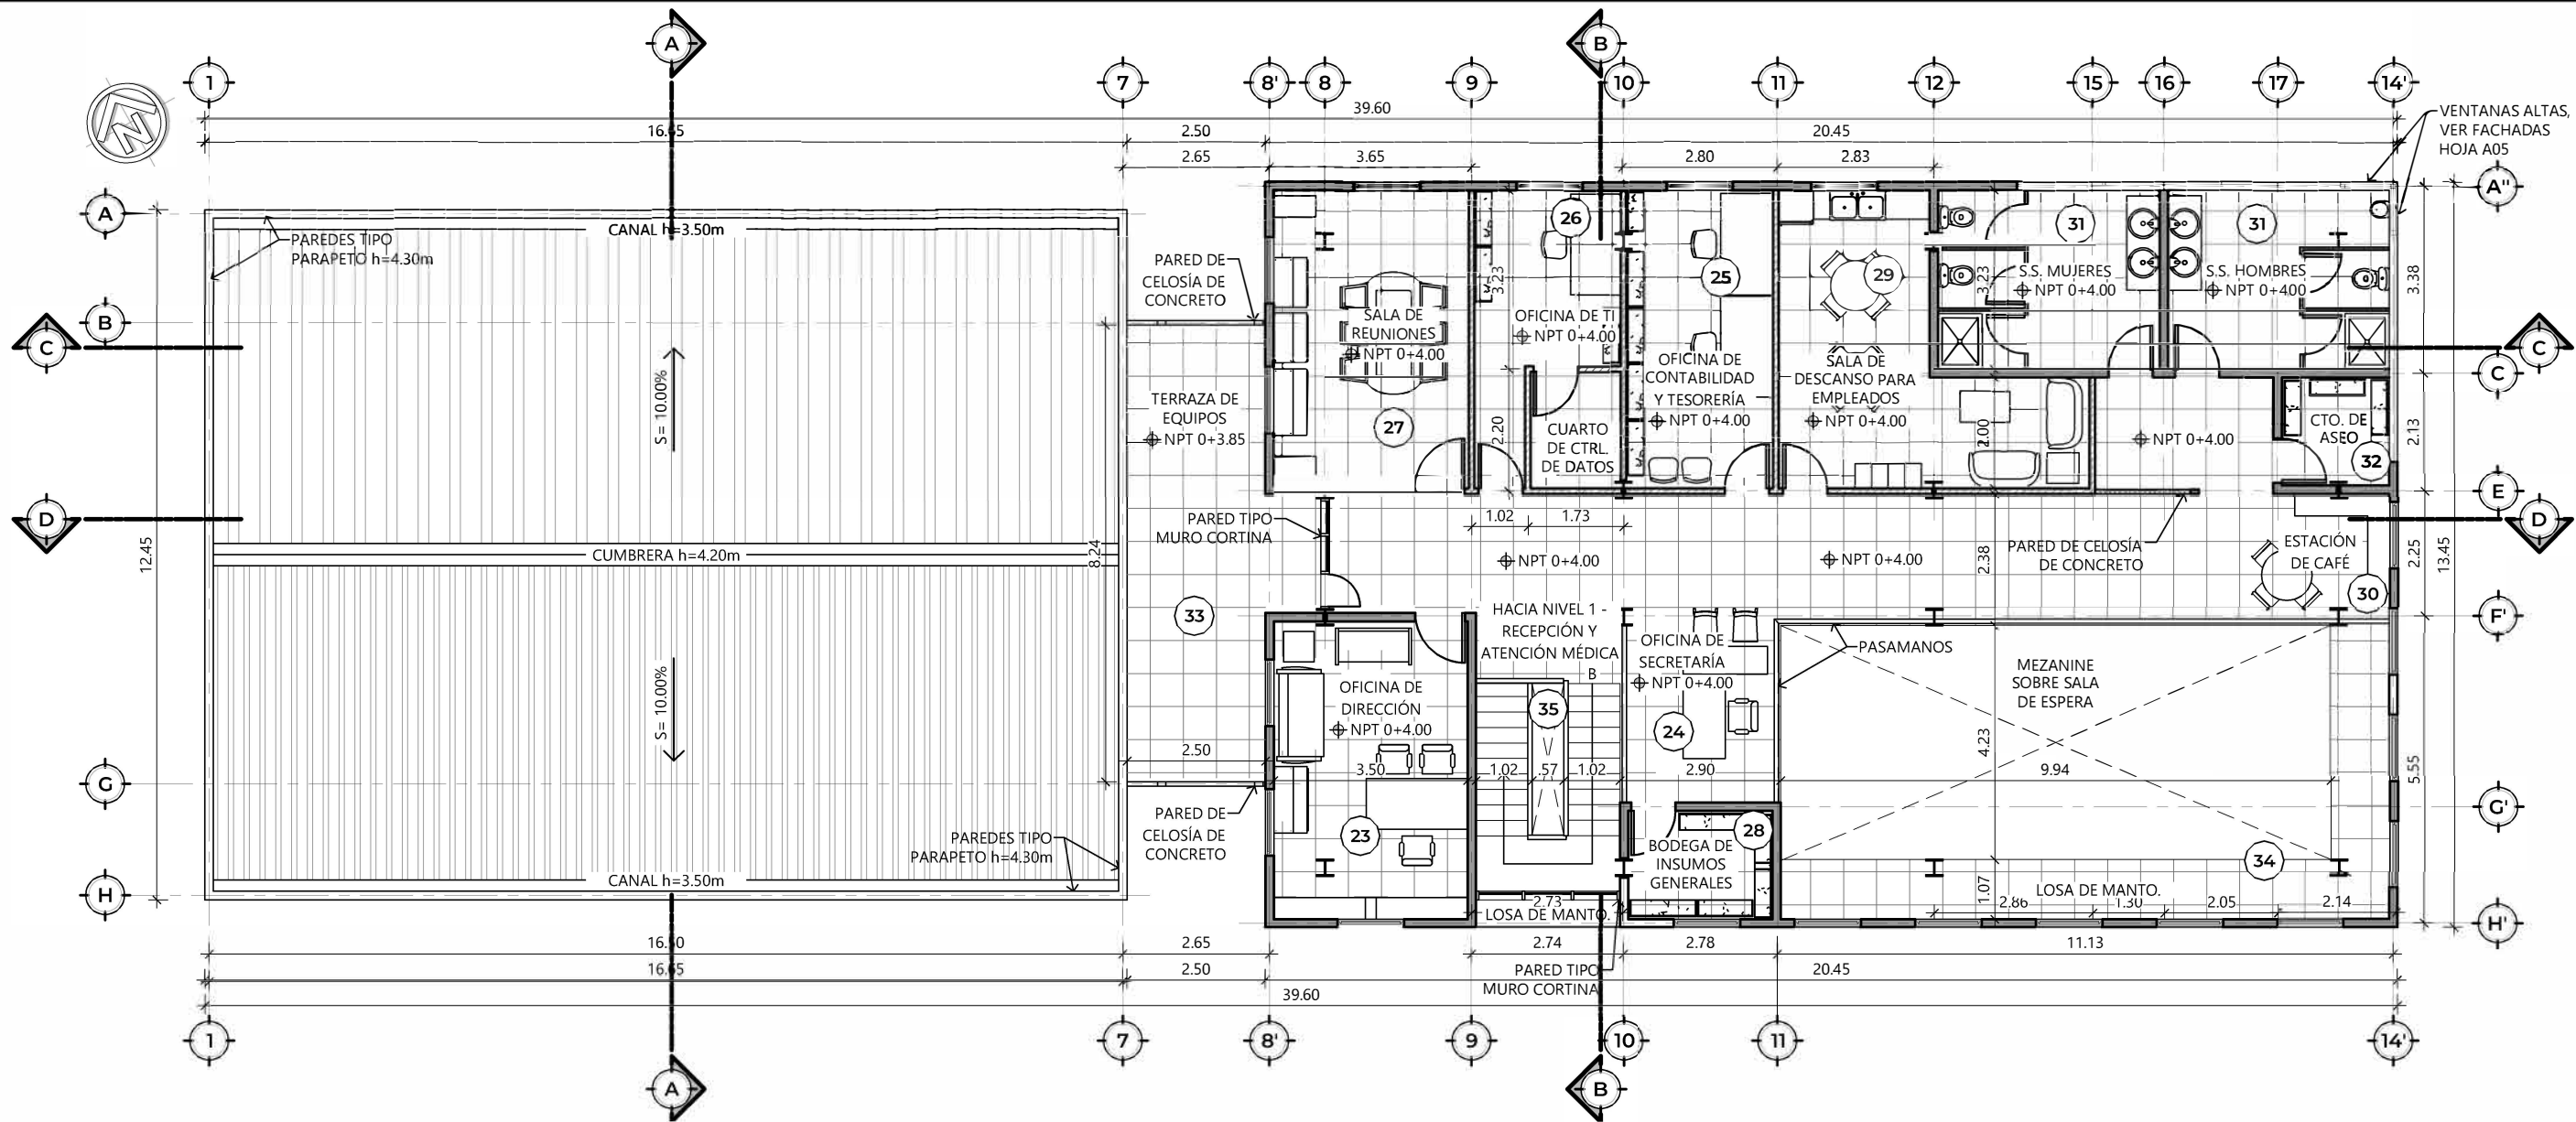 A
B
1
7
8'
8
9
10
11
12
15
16
17
14'
N
39.60
16.65
2.50
20.45
2.65
3.65
2.80
2.83
VENTANAS ALTAS,
VER FACHADAS
HOJA A05
A
A''
B
C
C
C
D
D
E
F'
G
G'
H
H'
12.45
3.38
2.13
2.25
13.45
5.55
CANAL h=3.50m
PAREDES TIPO
PARAPETO h=4.30m
S= 10.00%
CUMBRERA h=4.20m
S= 10.00%
PAREDES TIPO
PARAPETO h=4.30m
CANAL h=3.50m
8.24
PARED DE
CELOSÍA DE
CONCRETO
TERRAZA DE
EQUIPOS
NPT 0+3.85
33
2.50
PARED DE
CELOSÍA DE
CONCRETO
PARED TIPO
MURO CORTINA
SALA DE
REUNIONES
NPT 0+4.00
27
26
3.23
OFICINA DE TI
NPT 0+4.00
2.20
CUARTO
DE CTRL.
DE DATOS
1.02
1.73
25
OFICINA DE
CONTABILIDAD
Y TESORERÍA
NPT 0+4.00
29
SALA DE
DESCANSO PARA
EMPLEADOS
NPT 0+4.00
3.23
2.00
31
S.S. MUJERES
NPT 0+4.00
31
S.S. HOMBRES
NPT 0+4.00
NPT 0+4.00
CTO. DE
ASEO
32
NPT 0+4.00
NPT 0+4.00
2.38
PARED DE CELOSÍA
DE CONCRETO
ESTACIÓN
DE CAFÉ
30
HACIA NIVEL 1 -
RECEPCIÓN Y
ATENCIÓN MÉDICA
B
35
1.02
.57
1.02
OFICINA DE
DIRECCIÓN
NPT 0+4.00
3.50
23
OFICINA DE
SECRETARÍA
NPT 0+4.00
24
2.90
28
BODEGA DE
INSUMOS
GENERALES
PASAMANOS
MEZANINE
SOBRE SALA
DE ESPERA
4.23
9.94
34
LOSA DE MANTO.
1.07
2.86
1.30
2.05
2.14
2.73
LOSA DE MANTO.
16.50
2.65
2.74
2.78
11.13
16.65
2.50
PARED TIPO
MURO CORTINA
20.45
39.60
1
7
8'
9
10
11
14'
A
B